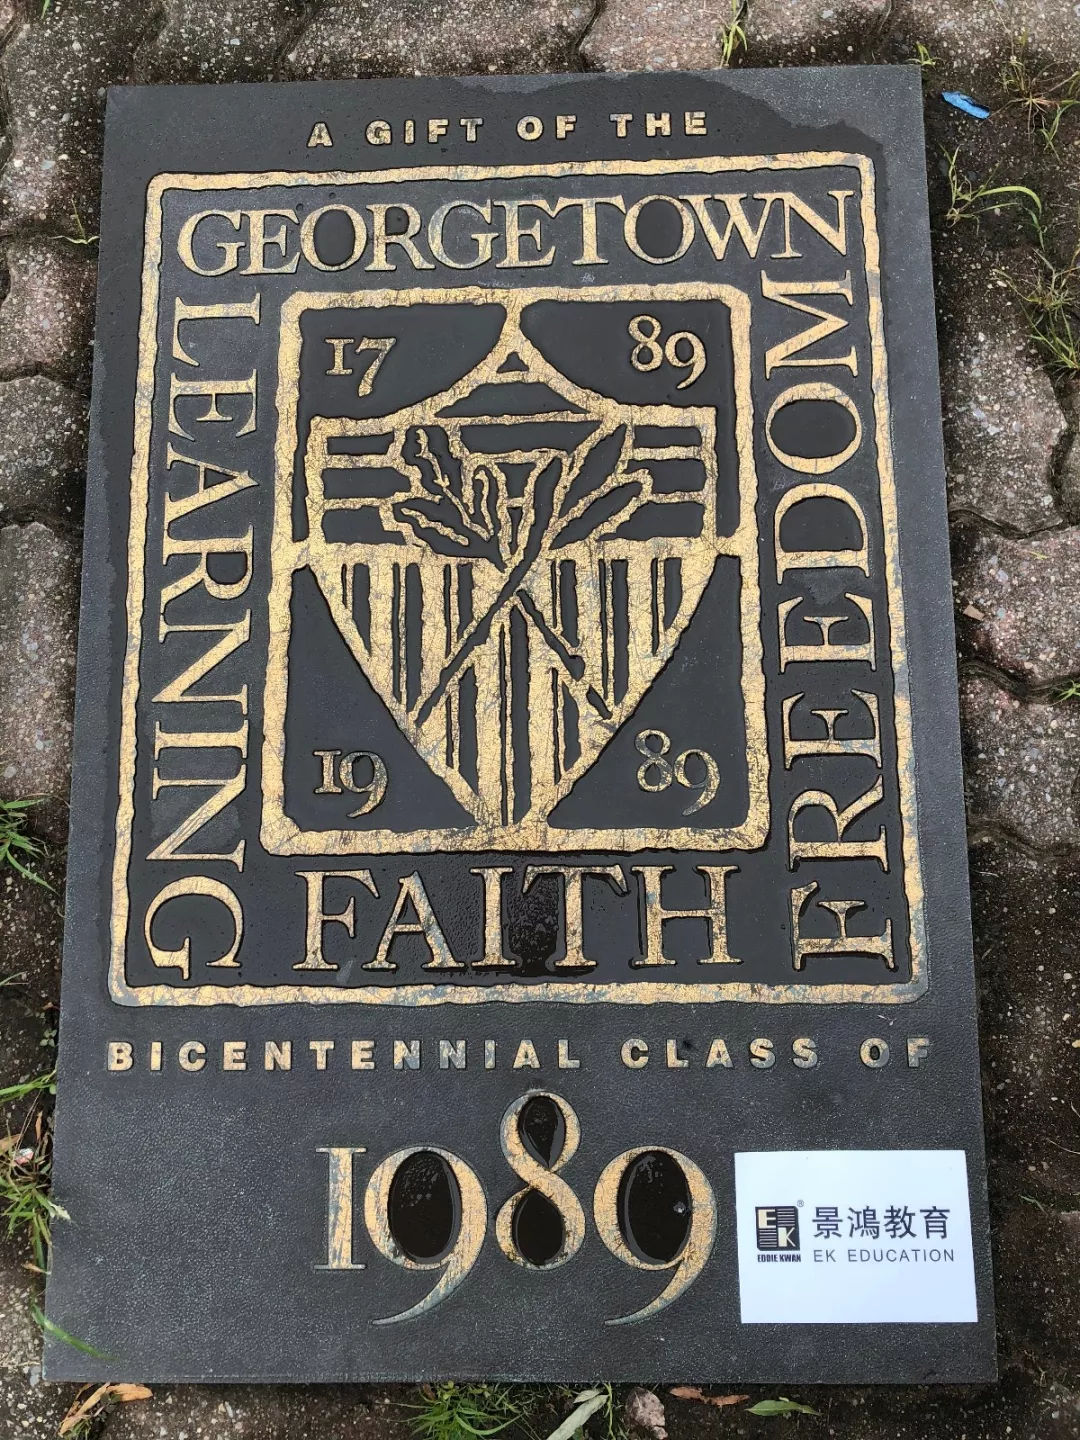 A GIFT OF THE
GEORGETOWN
LEARNING
FREEDOM
17 89
19 89
FAITH
BICENTENNIAL CLASS OF
1989
EK
®
EDDIE KWAN
景鴻教育
EK EDUCATION